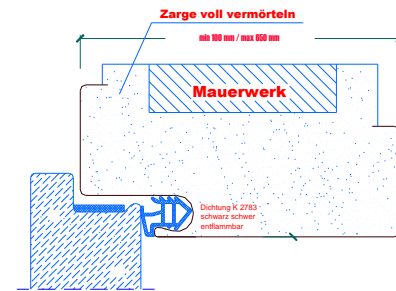 Zarge voll vermörteln
min 100 mm / max 650 mm
Mauerwerk
Dichtung K 2783
schwarz schwer
entflammbar